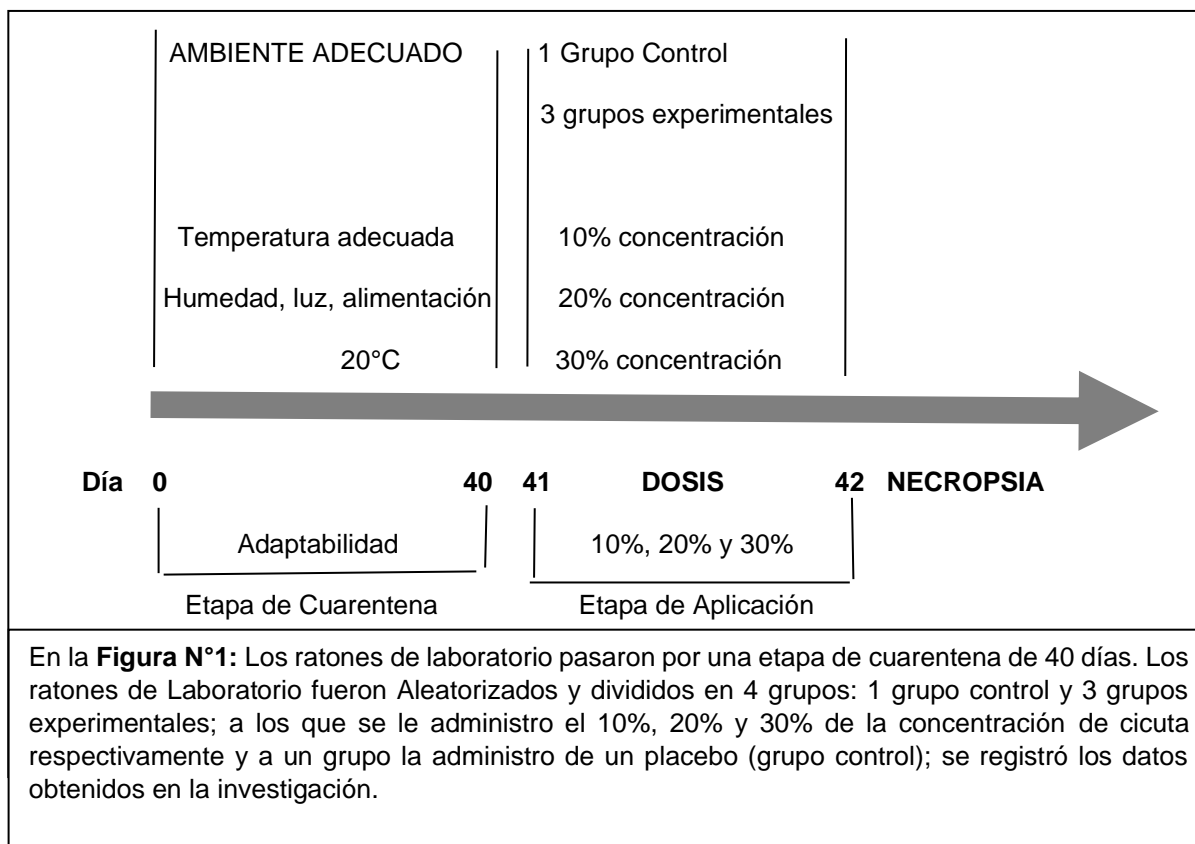 AMBIENTE ADECUADO 1 Grupo Control
3 grupos experimentales
Temperatura adecuada 10% concentración
Humedad, luz, alimentación 20% concentración
20°C 30% concentración
Día 0 40 41 DOSIS 42 NECROPSIA
Adaptabilidad 10%, 20% y 30%
Etapa de Cuarentena Etapa de Aplicación
En la Figura N°1: Los ratones de laboratorio pasaron por una etapa de cuarentena de 40 días. Los
ratones de Laboratorio fueron Aleatorizados y divididos en 4 grupos: 1 grupo control y 3 grupos
experimentales; a los que se le administro el 10%, 20% y 30% de la concentración de cicuta
respectivamente y a un grupo la administro de un placebo (grupo control); se registró los datos
obtenidos en la investigación.